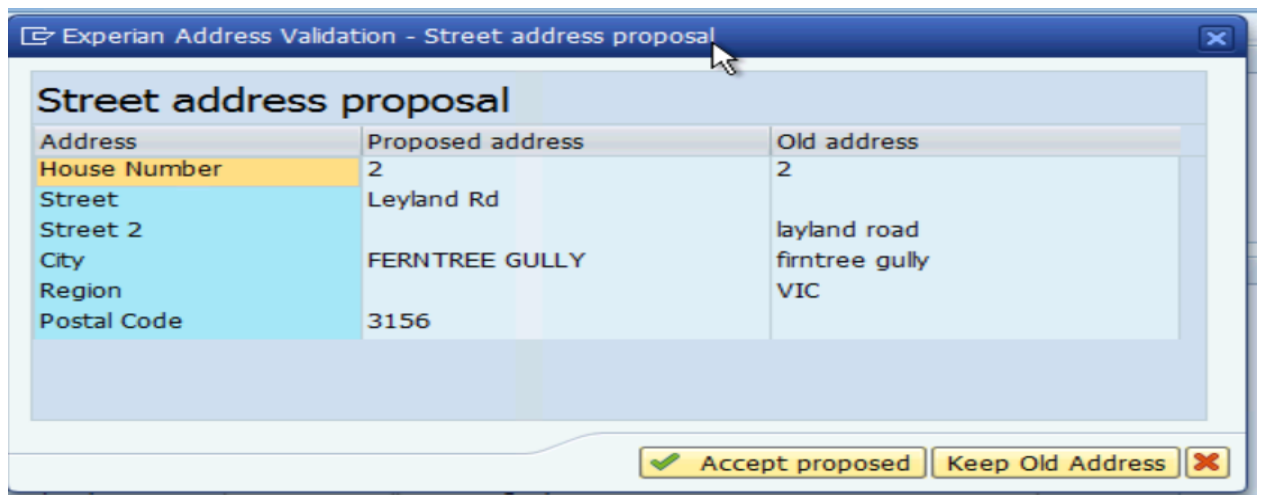 Experian Address Validation - Street address proposal
Street address proposal
Address Proposed address Old address
House Number 2 2
Street Leyland Rd
Street 2 layland road
City FERNTREE GULLY firntree gully
Region VIC
Postal Code 3156
Accept proposed Keep Old Address